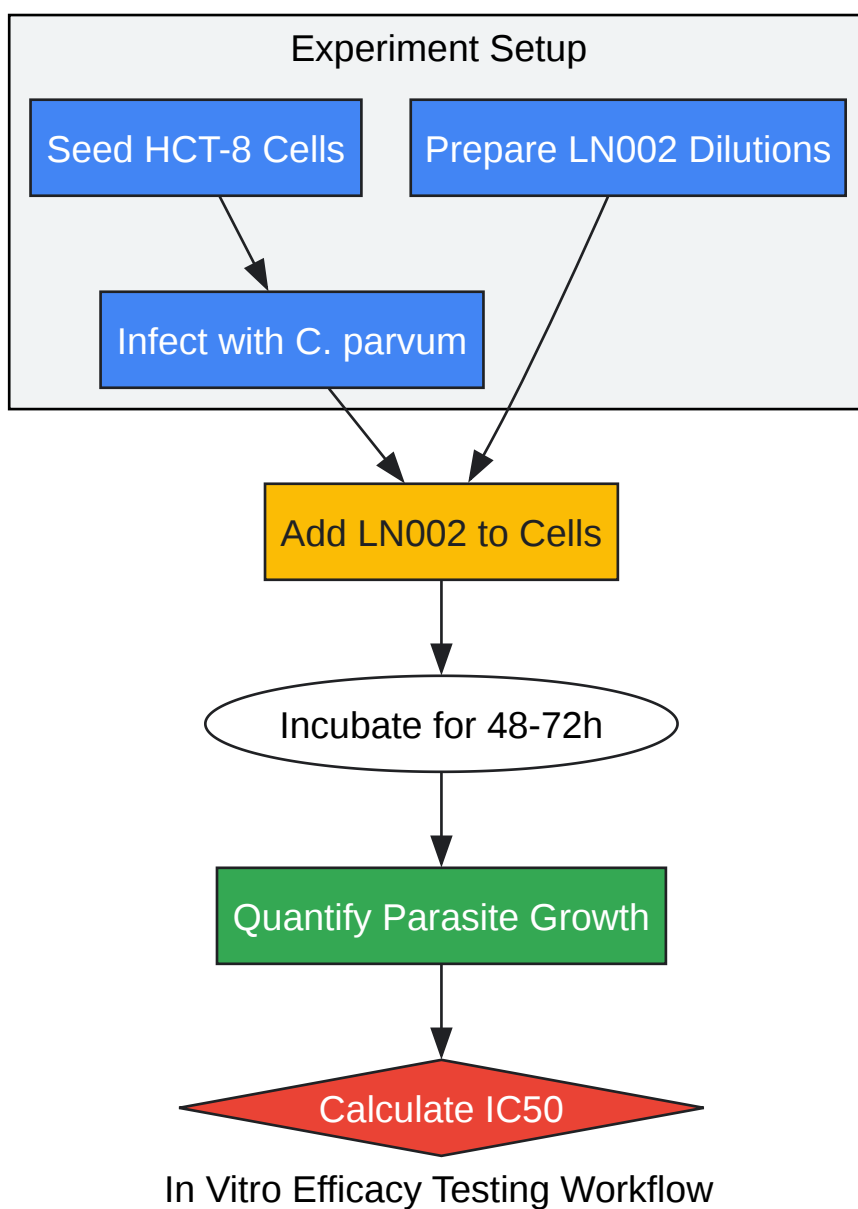 Experiment Setup
Seed HCT-8 Cells
Prepare LN002 Dilutions
Infect with C. parvum
Add LN002 to Cells
Incubate for 48-72h
Quantify Parasite Growth
Calculate IC50
In Vitro Efficacy Testing Workflow